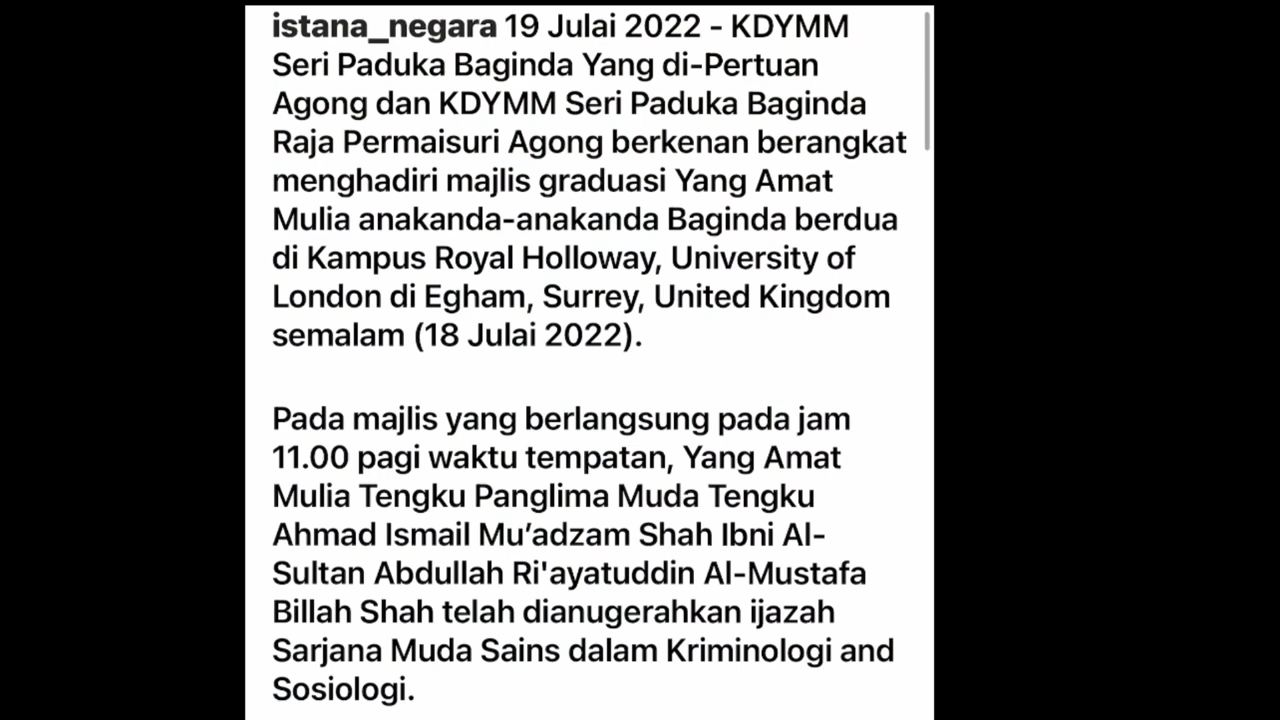 istana_negara 19 Julai 2022 - KDYMM
Seri Paduka Baginda Yang di-Pertuan
Agong dan KDYMM Seri Paduka Baginda
Raja Permaisuri Agong berkenan berangkat
menghadiri majlis graduasi Yang Amat
Mulia anakanda-anakanda Baginda berdua
di Kampus Royal Holloway, University of
London di Egham, Surrey, United Kingdom
semalam (18 Julai 2022).

Pada majlis yang berlangsung pada jam
11.00 pagi waktu tempatan, Yang Amat
Mulia Tengku Panglima Muda Tengku
Ahmad Ismail Mu’adzam Shah Ibni Al-
Sultan Abdullah Ri'ayatuddin Al-Mustafa
Billah Shah telah dianugerahkan ijazah
Sarjana Muda Sains dalam Kriminologi and
Sosiologi.